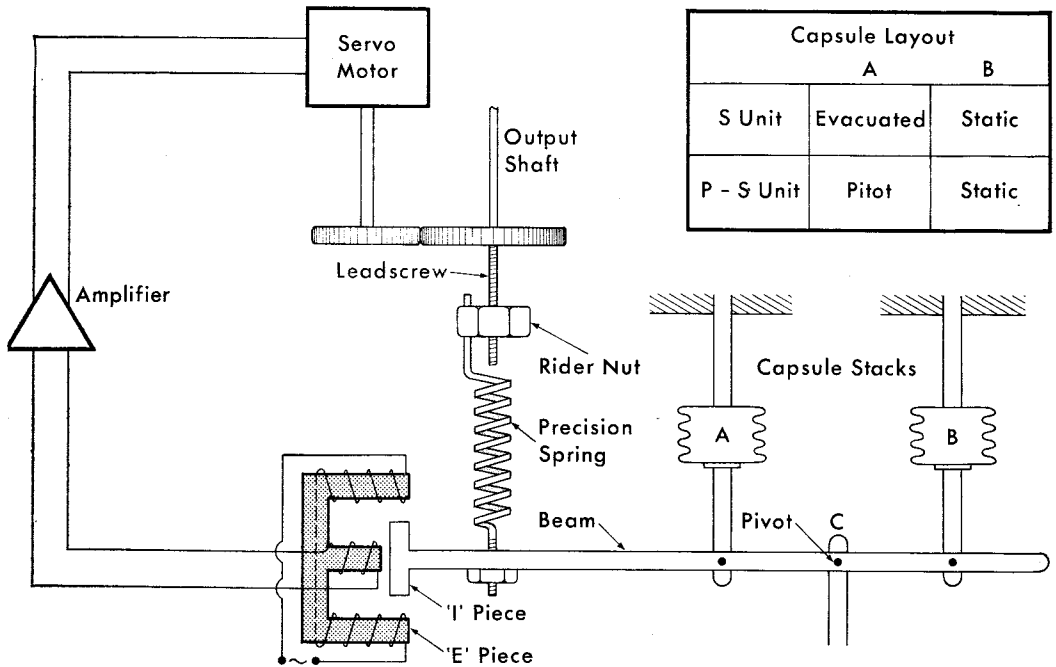 Servo
Motor
Capsule Layout
A B
S Unit Evacuated Static
P - S Unit Pitot Static
Output
Shaft
Leadscrew
Amplifier
Rider Nut
Capsule Stacks
Precision
Spring
A
B
Beam
Pivot
C
'I' Piece
'E' Piece
~